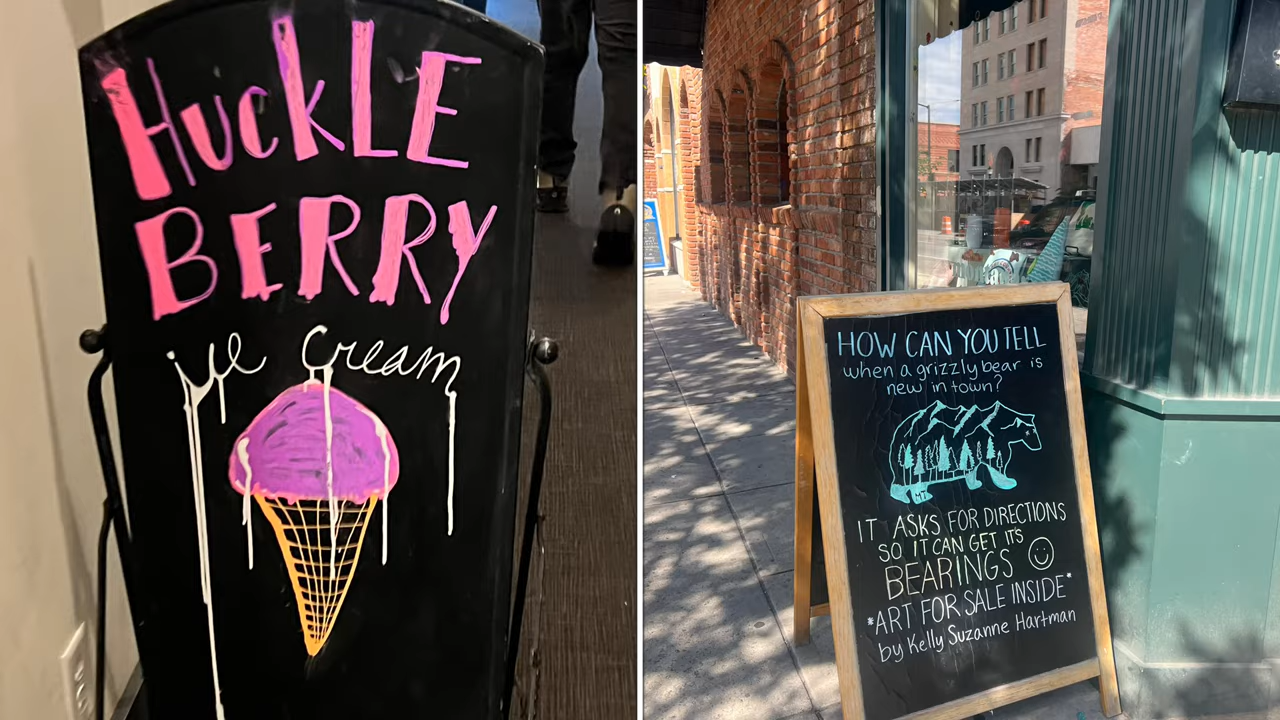 HUCKLE
BERRY
ice cream
HOW CAN YOU TELL
when a grizzly bear is
new in town?
MT
IT ASKS FOR DIRECTIONS
SO IT CAN GET ITS
BEARINGS
*ART FOR SALE INSIDE*
by Kelly Suzanne Hartman